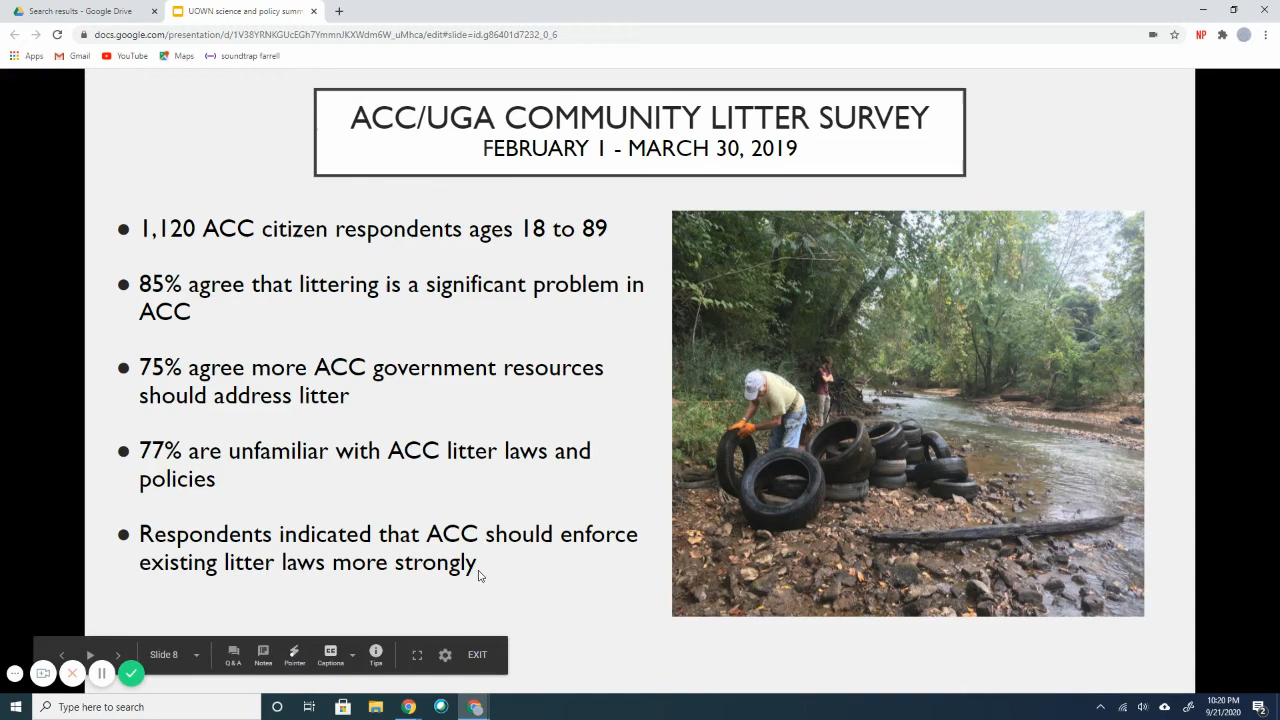 Search results - Google Drive
UOWN science and policy summ
docs.google.com/presentation/d/1V38YRNKGUcEGh7YmmnJKXWdm6W_uMhca/edit#slide=id.g86401d7232_0_6
NP
Apps
Gmail
YouTube
Maps
soundtrap farrell
ACC/UGA COMMUNITY LITTER SURVEY
FEBRUARY 1 - MARCH 30, 2019
● 1,120 ACC citizen respondents ages 18 to 89
● 85% agree that littering is a significant problem in
ACC
● 75% agree more ACC government resources
should address litter
● 77% are unfamiliar with ACC litter laws and
policies
● Respondents indicated that ACC should enforce
existing litter laws more strongly
Slide 8
Q & A
Notes
Pointer
CC
Captions
Tips
EXIT
Type here to search
10:20 PM
9/21/2020
2